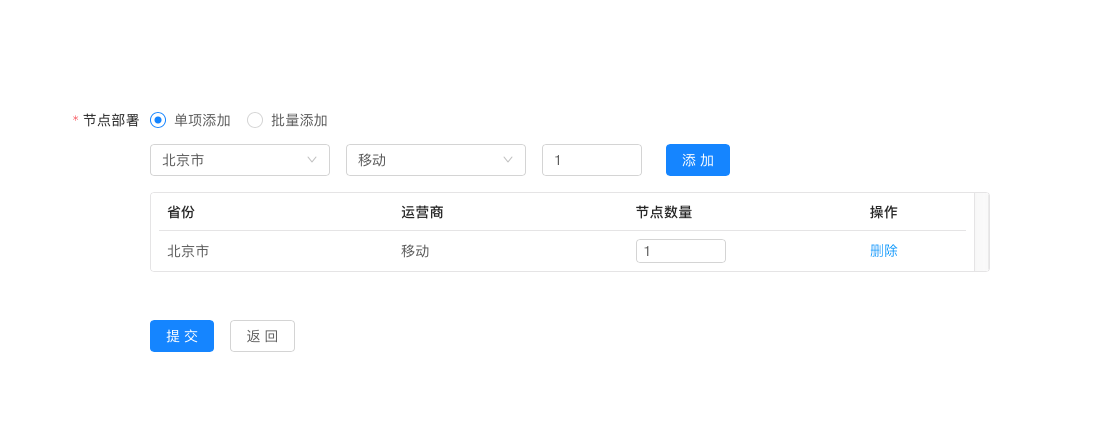 * 节点部署 单项添加 批量添加
北京市 移动 1 添 加
省份 运营商 节点数量 操作
北京市 移动 1 删除
提 交 返 回